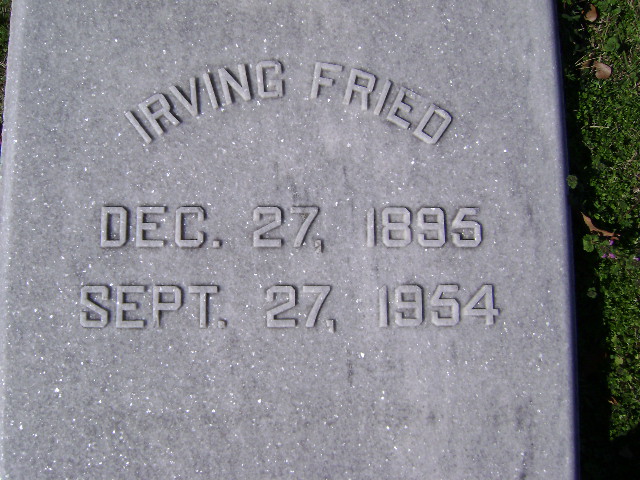 IRVING FRIED
DEC. 27, 1895
SEPT. 27, 1954